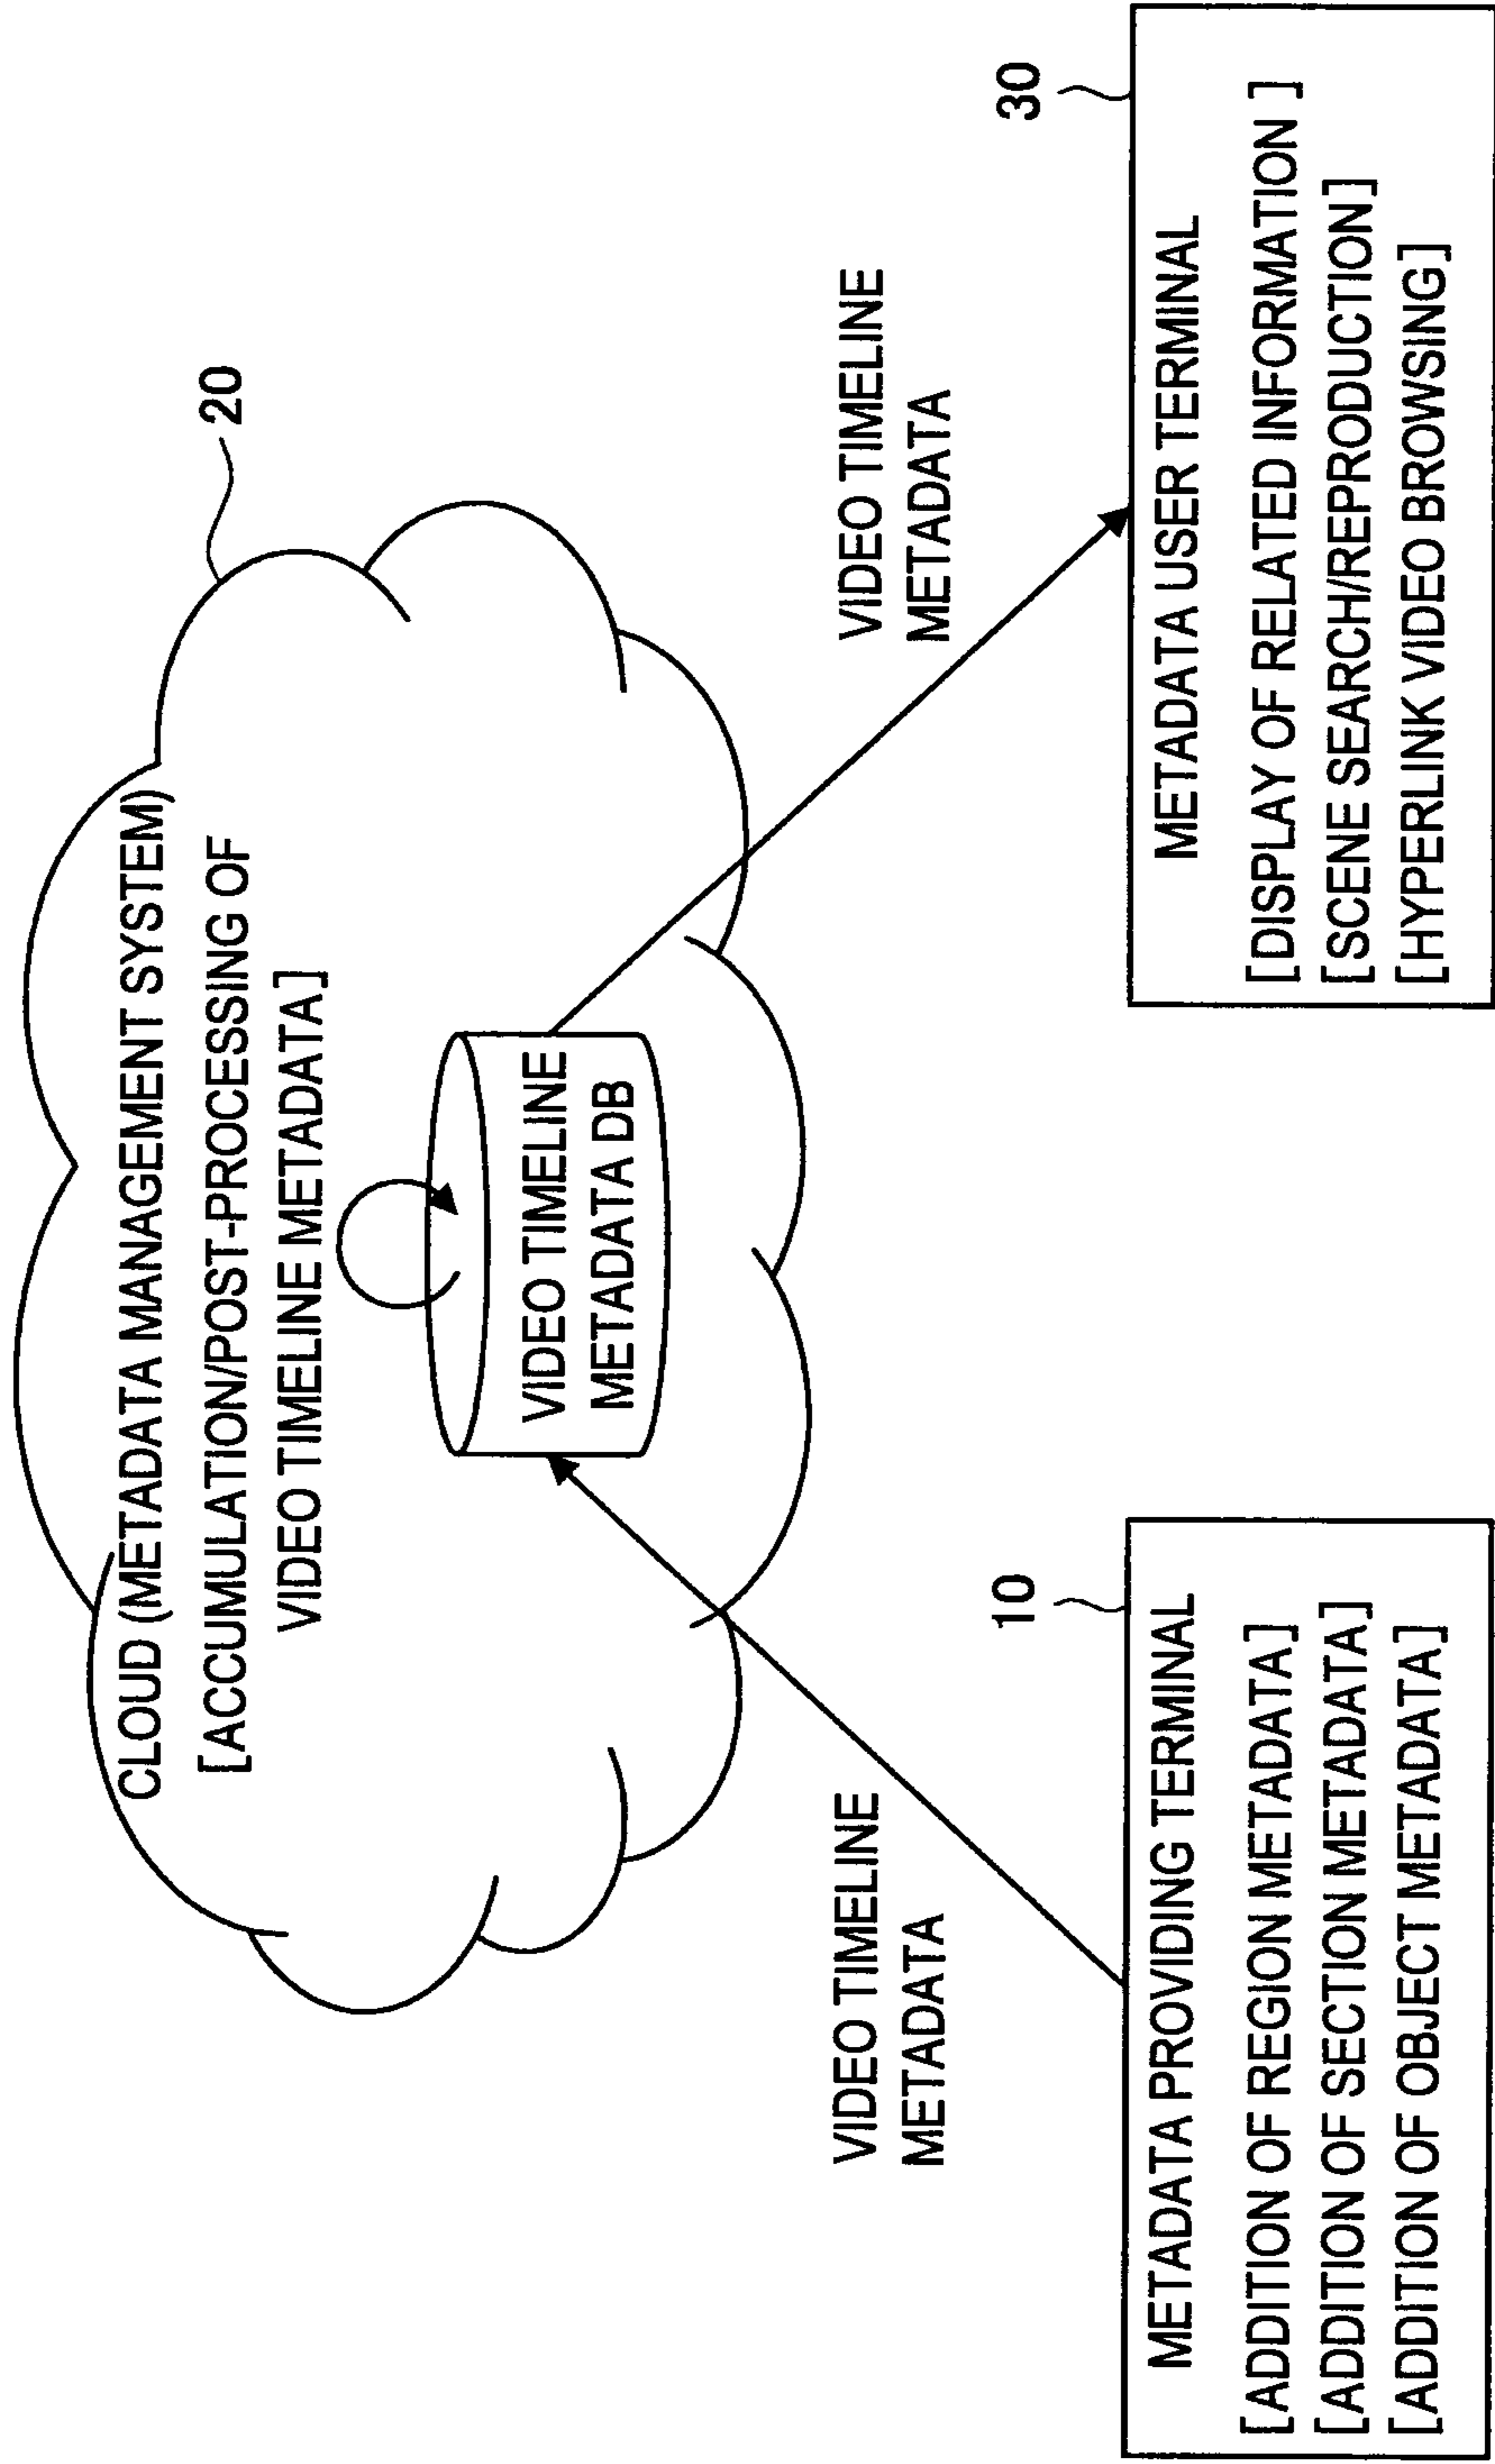 20
CLOUD (METADATA MANAGEMENT SYSTEM)
[ACCUMULATION/POST-PROCESSING OF
VIDEO TIMELINE METADATA]
VIDEO TIMELINE
METADATA DB
VIDEO TIMELINE
METADATA
VIDEO TIMELINE
METADATA
10
METADATA PROVIDING TERMINAL
[ADDITION OF REGION METADATA]
[ADDITION OF SECTION METADATA]
[ADDITION OF OBJECT METADATA]
30
METADATA USER TERMINAL
[DISPLAY OF RELATED INFORMATION ]
[SCENE SEARCH/REPRODUCTION]
[HYPERLINK VIDEO BROWSING]